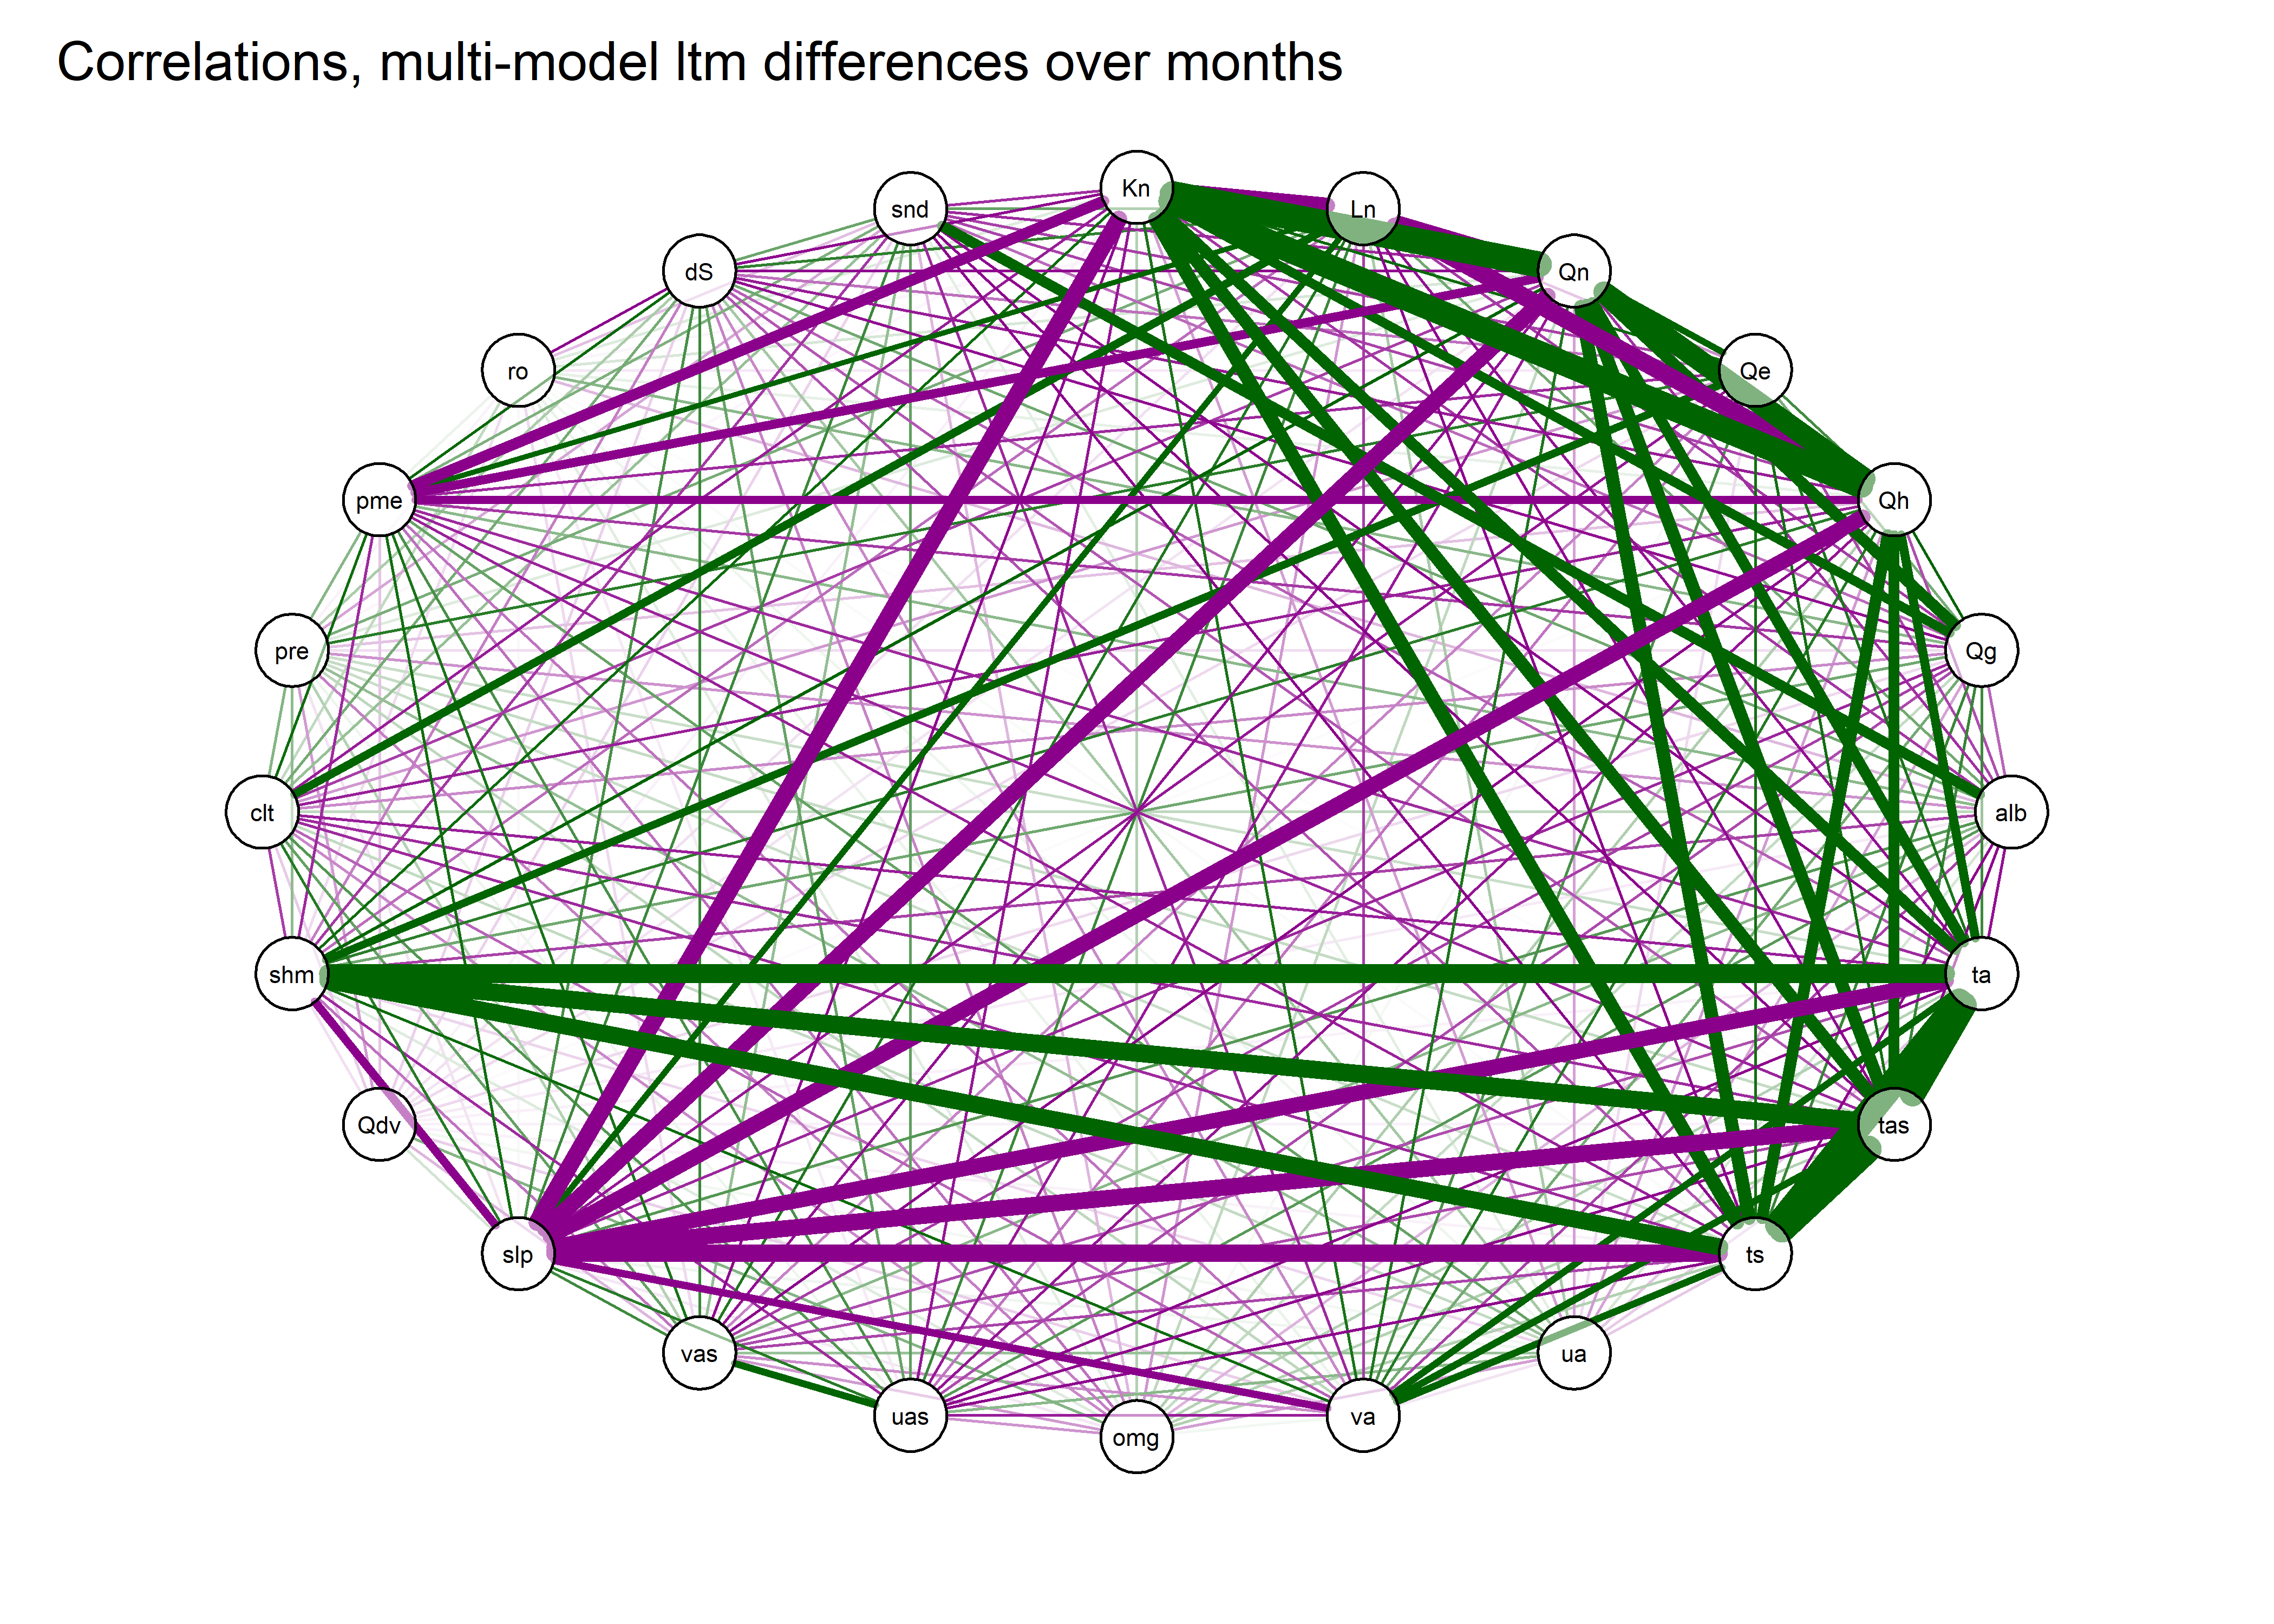 Correlations, multi-model ltm differences over months
Kn
snd
Ln
dS
Qn
ro
Qe
pme
Qh
pre
Qg
clt
alb
shm
ta
Qdv
tas
slp
ts
vas
ua
uas
va
omg